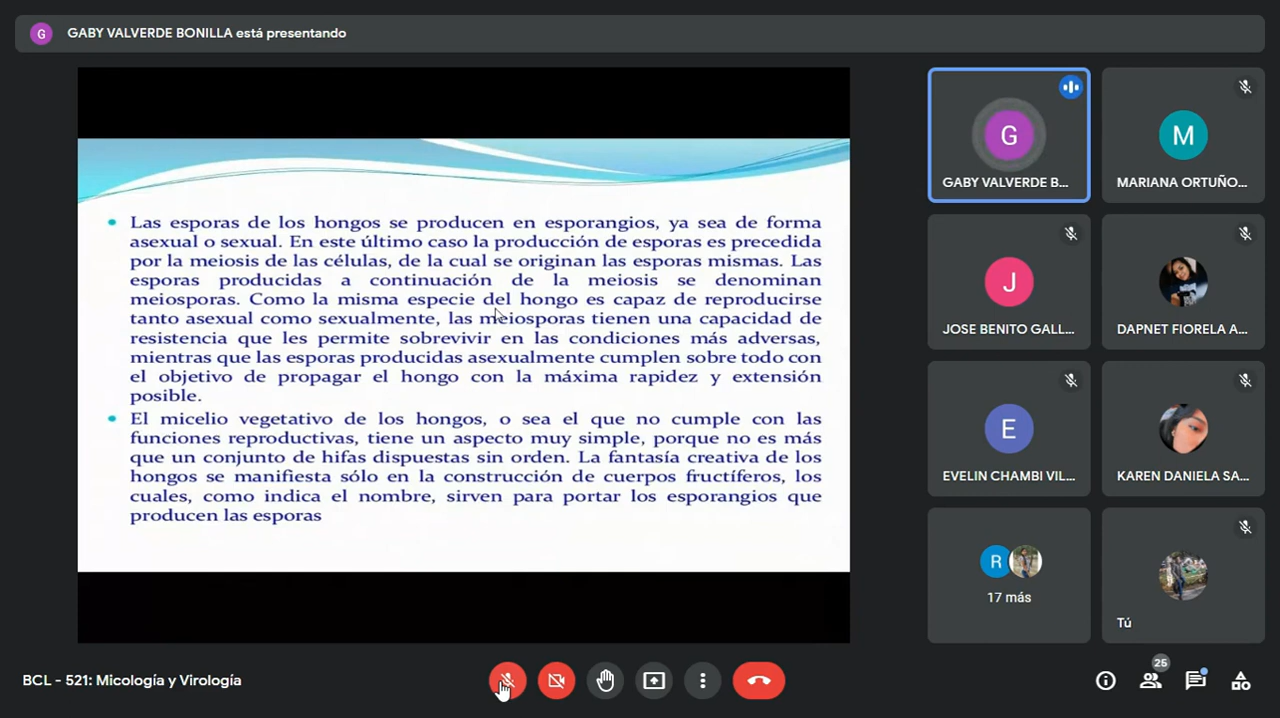 G GABY VALVERDE BONILLA está presentando
Las esporas de los hongos se producen en esporangios, ya sea de forma
asexual o sexual. En este último caso la producción de esporas es precedida
por la meiosis de las células, de la cual se originan las esporas mismas. Las
esporas producidas a continuación de la meiosis se denominan
meiosporas. Como la misma especie del hongo es capaz de reproducirse
tanto asexual como sexualmente, las meiosporas tienen una capacidad de
resistencia que les permite sobrevivir en las condiciones más adversas,
mientras que las esporas producidas asexualmente cumplen sobre todo con
el objetivo de propagar el hongo con la máxima rapidez y extensión
posible.
El micelio vegetativo de los hongos, o sea el que no cumple con las
funciones reproductivas, tiene un aspecto muy simple, porque no es más
que un conjunto de hifas dispuestas sin orden. La fantasía creativa de los
hongos se manifiesta sólo en la construcción de cuerpos fructíferos, los
cuales, como indica el nombre, sirven para portar los esporangios que
producen las esporas
G
GABY VALVERDE B...
M
MARIANA ORTUÑO...
J
JOSE BENITO GALL...
DAPNET FIORELA A...
E
EVELIN CHAMBI VIL...
KAREN DANIELA SA...
R
17 más
Tú
BCL - 521: Micología y Virología
25